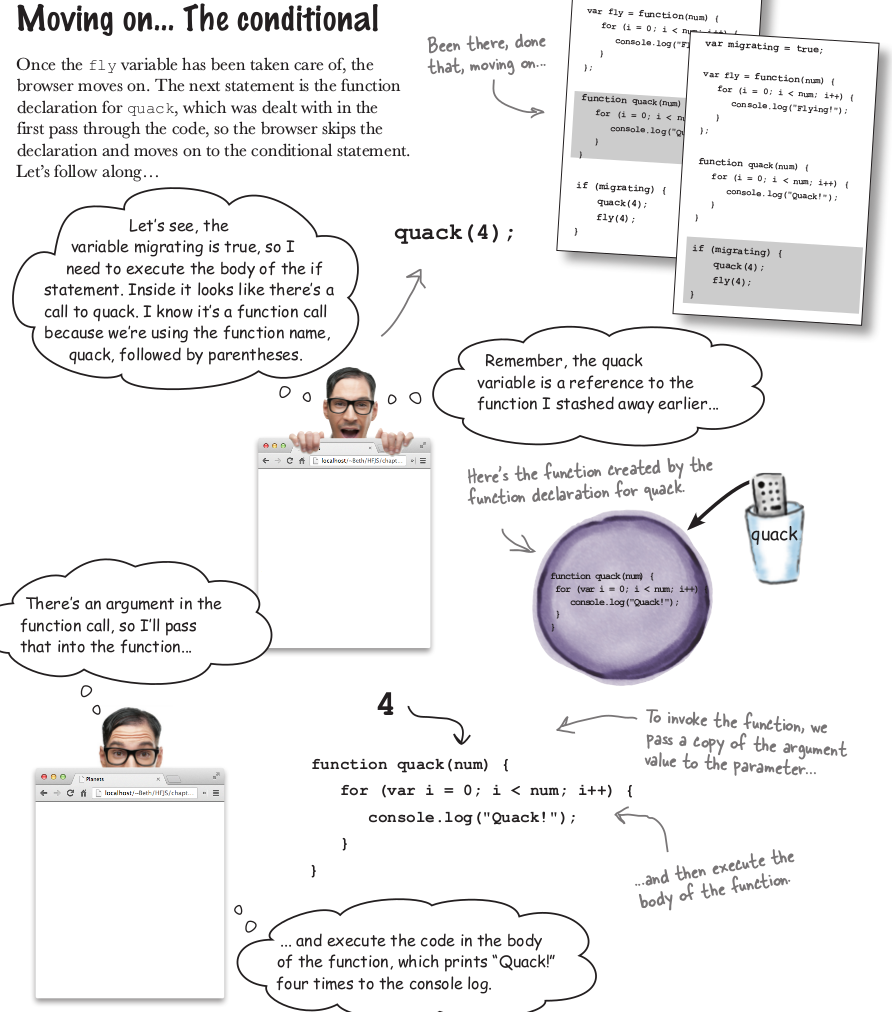 Moving on... The conditional
Once the fly variable has been taken care of, the
browser moves on. The next statement is the function
declaration for quack, which was dealt with in the
first pass through the code, so the browser skips the
declaration and moves on to the conditional statement.
Let's follow along...
Been there, done
that, moving on...
var fly = function(num) {
for (i = 0; i < num; i++) {
console.log("Fl
}
};
function quack(num)
for (i = 0; i < nu
console.log("Qu
}
}
if (migrating) {
quack(4);
fly(4);
}
var migrating = true;
var fly = function(num) {
for (i = 0; i < num; i++) {
console.log("Flying!");
}
};
function quack(num) {
for (i = 0; i < num; i++) {
console.log("Quack!");
}
}
if (migrating) {
quack(4);
fly(4);
}
Let's see, the
variable migrating is true, so I
need to execute the body of the if
statement. Inside it looks like there's a
call to quack. I know it's a function call
because we're using the function name,
quack, followed by parentheses.
quack(4);
Remember, the quack
variable is a reference to the
function I stashed away earlier...
localhost/~Beth/HFJS/chapt...
Here's the function created by the
function declaration for quack.
quack
function quack(num) {
for (var i = 0; i < num; i++)
console.log("Quack!");
}
}
There's an argument in the
function call, so I'll pass
that into the function...
Planets
localhost/~Beth/HFJS/chapt...
4
To invoke the function, we
pass a copy of the argument
value to the parameter...
function quack(num) {
for (var i = 0; i < num; i++) {
console.log("Quack!");
}
}
...and then execute the
body of the function.
... and execute the code in the body
of the function, which prints “Quack!”
four times to the console log.